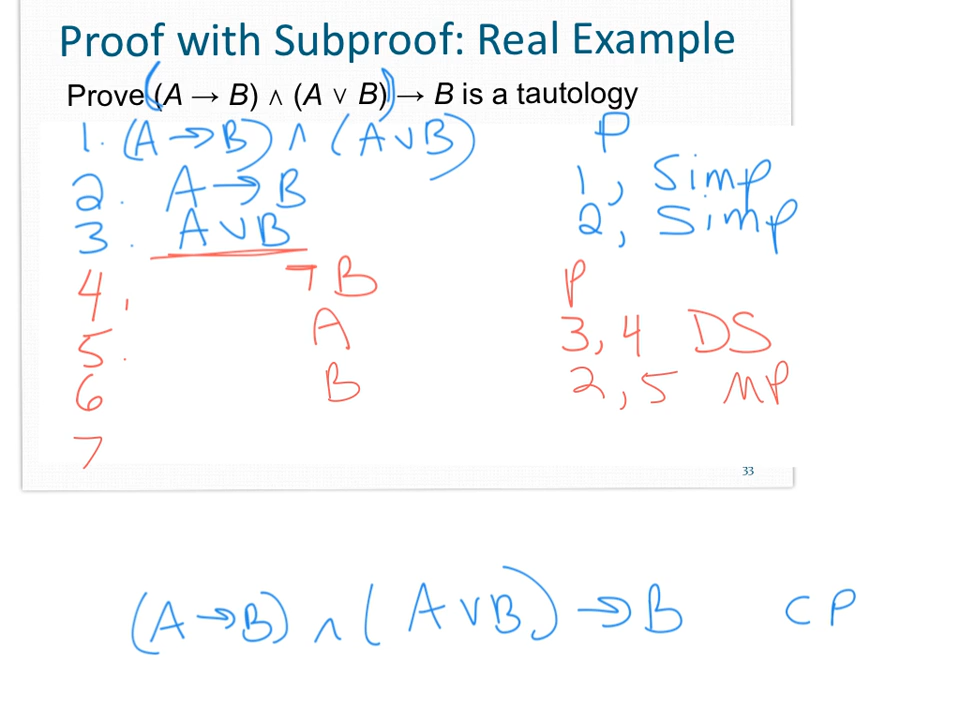 Proof with Subproof: Real Example
Prove ((A → B) ∧ (A ∨ B)) → B is a tautology
1. (A → B) ∧ (A ∨ B) P
2. A → B 1, Simp
3. A ∨ B 2, Simp
4. ¬ B P
5. A 3, 4 DS
6 B 2, 5 MP
7
33
(A → B) ∧ (A ∨ B) → B CP